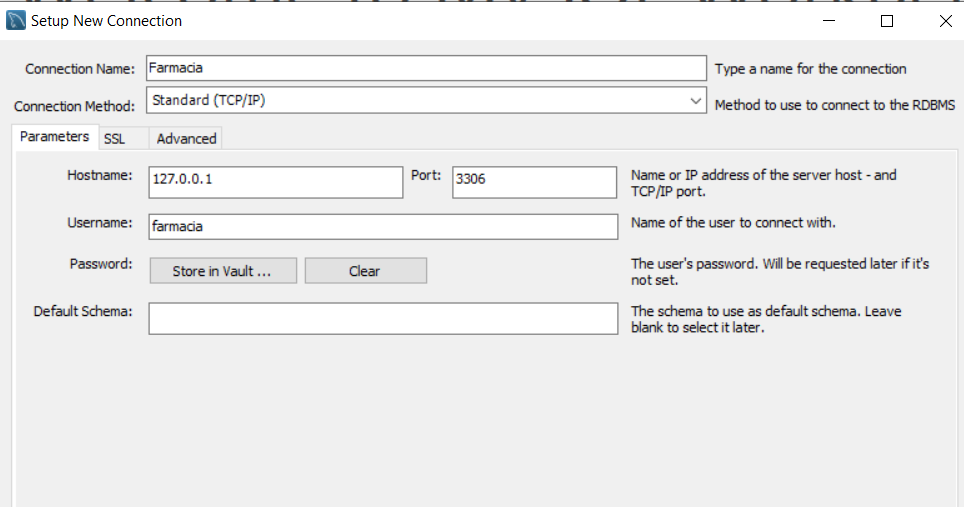 Setup New Connection
Connection Name: Farmacia Type a name for the connection
Connection Method: Standard (TCP/IP) Method to use to connect to the RDBMS
Parameters SSL Advanced
Hostname: 127.0.0.1 Port: 3306 Name or IP address of the server host - and
TCP/IP port.
Username: farmacia Name of the user to connect with.
Password: Store in Vault ... Clear The user's password. Will be requested later if it's
not set.
Default Schema: The schema to use as default schema. Leave
blank to select it later.